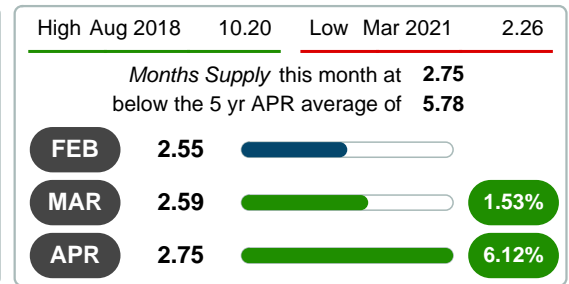 High Aug 2018 10.20 Low Mar 2021 2.26
Months Supply this month at 2.75
below the 5 yr APR average of 5.78
FEB 2.55
MAR 2.59 1.53%
APR 2.75 6.12%